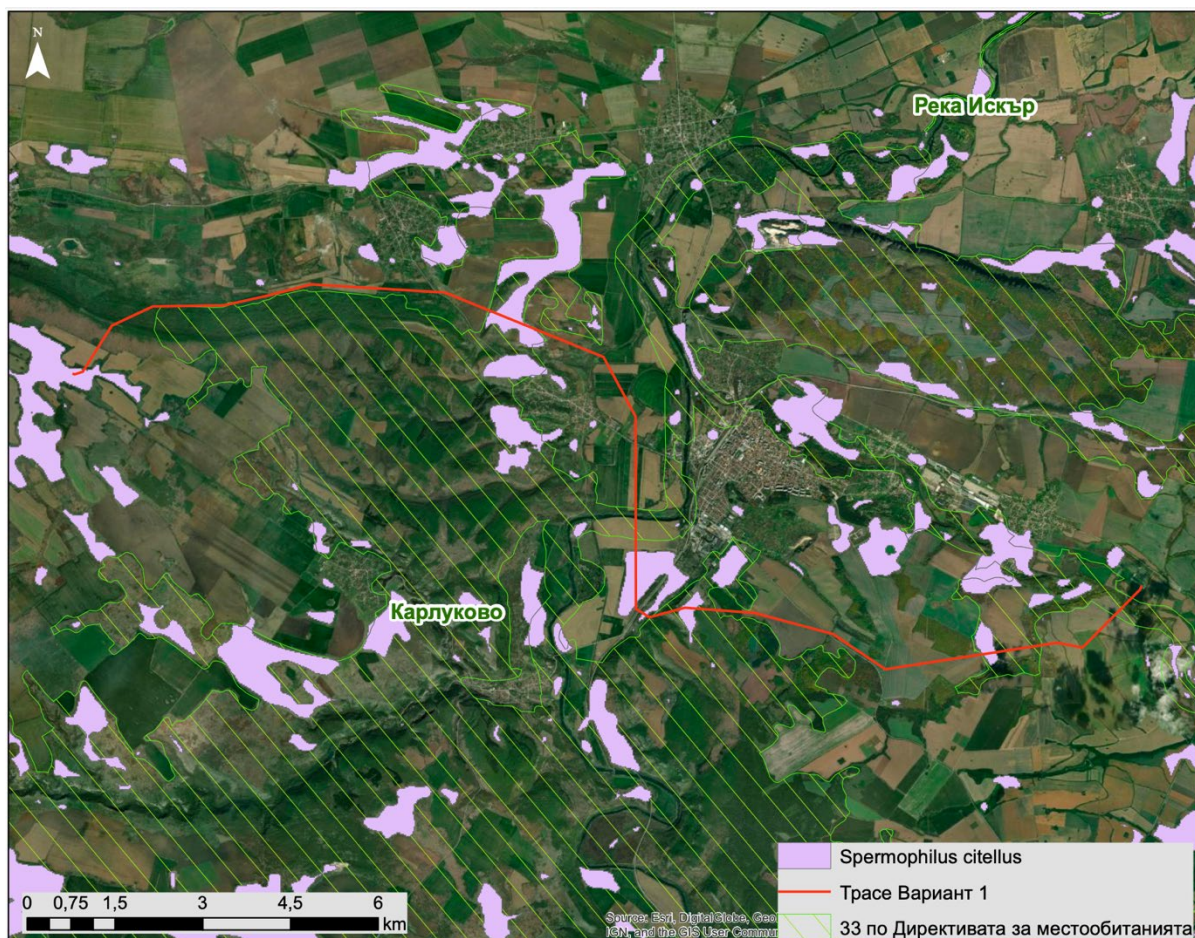 N
Река Искър
Карлуково
Spermophilus citellus
Трасе Вариант 1
33 по Директивата за местообитанията
0 0,75 1,5 3 4,5 6
km
Source: Esri, DigitalGlobe, Geo
IGN, and the GIS User Commu